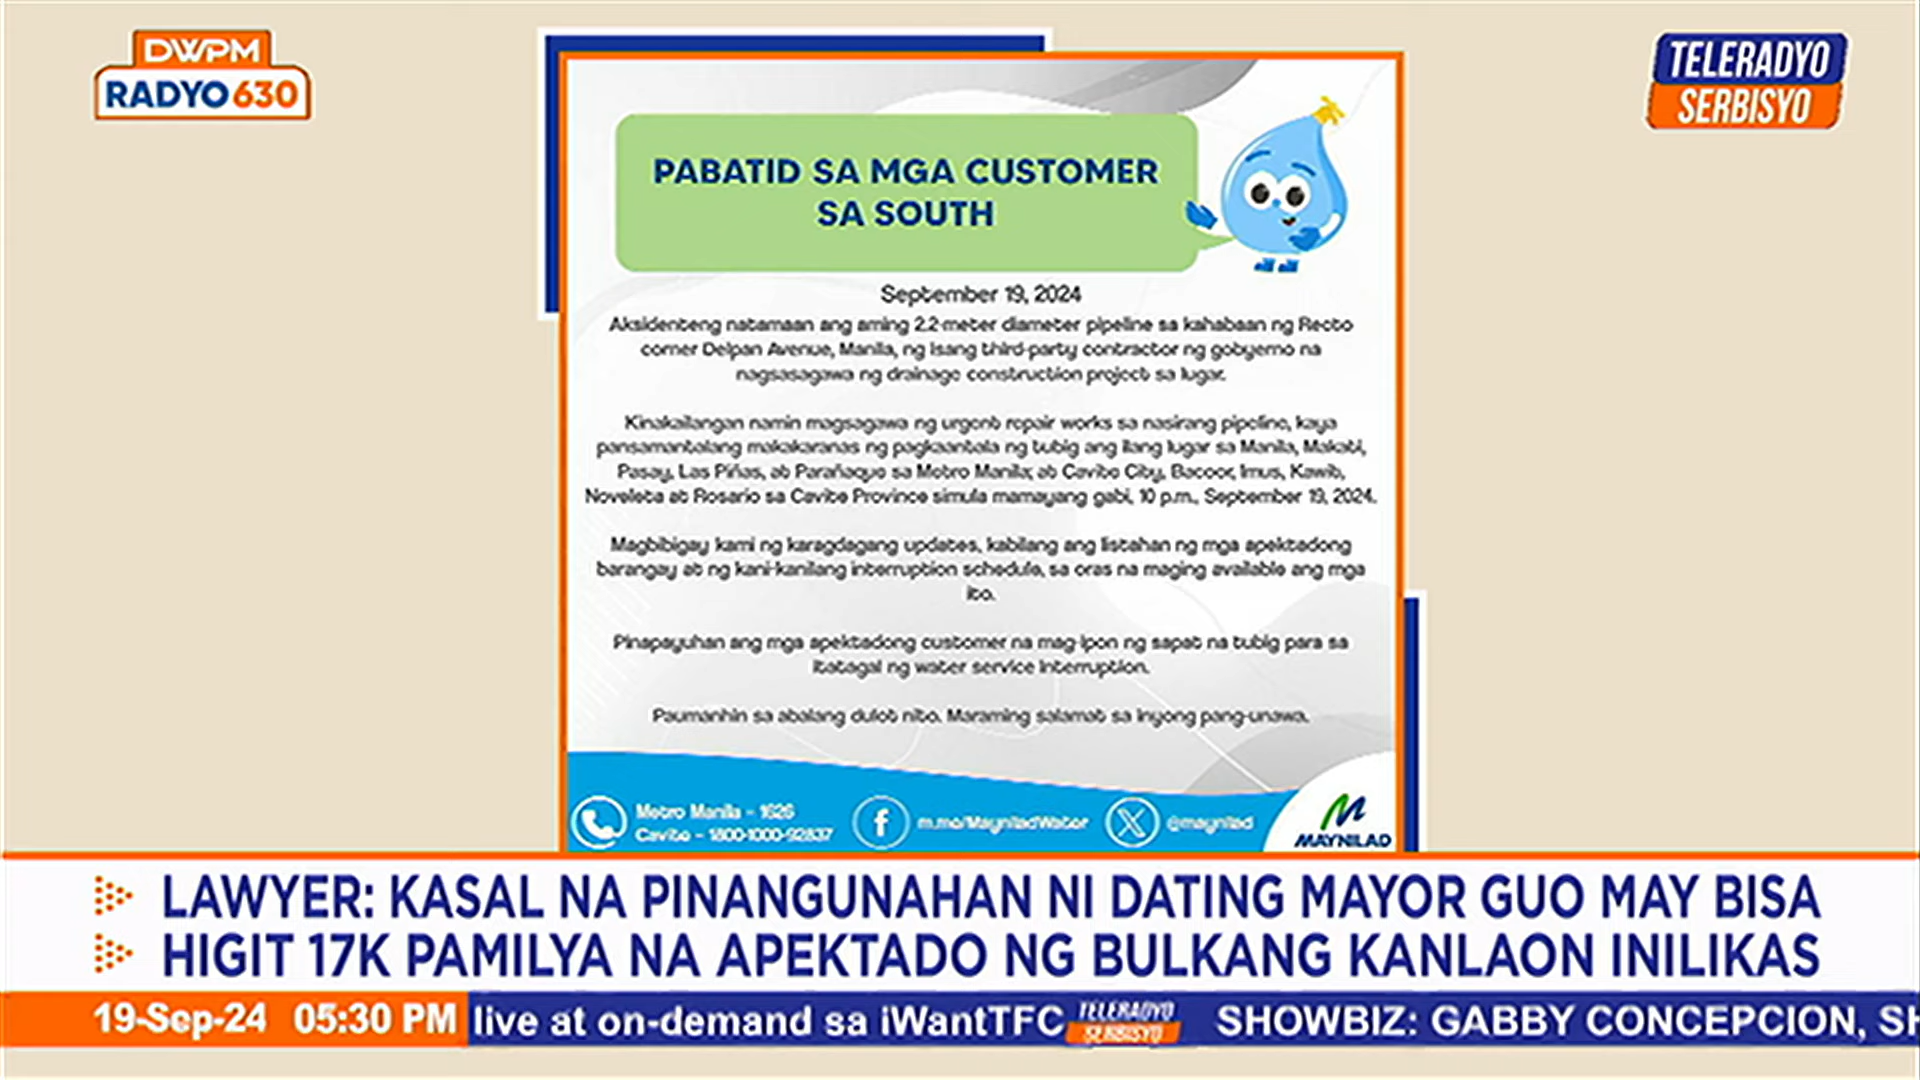 DWPM
RADYO 630
TELERADYO
SERBISYO
PABATID SA MGA CUSTOMER
SA SOUTH
September 19, 2024
Aksidenteng natamaan ang aming 2.2-meter diameter pipeline sa kahabaan ng Recto
corner Delpan Avenue, Manila, ng isang third-party contractor ng gobyerno na
nagsasagawa ng drainage construction project sa lugar.
Kinakailangan namin magsagawa ng urgent repair works sa nasirang pipeline, kaya
pansamantalang makakaranas ng pagkaantala ng tubig ang ilang lugar sa Manila, Makati,
Pasay, Las Piñas, at Parañaque sa Metro Manila; at Cavite City, Bacoor, Imus, Kawit,
Noveleta at Rosario sa Cavite Province simula mamayang gabi, 10 p.m., September 19, 2024.
Magbibigay kami ng karagdagang updates, kabilang ang listahan ng mga apektadong
barangay at ng kani-kanilang interruption schedule, sa oras na maging available ang mga
ito.
Pinapayuhan ang mga apektadong customer na mag-ipon ng sapat na tubig para sa
itatagal ng water service interruption.
Paumanhin sa abalang dulot nito. Maraming salamat sa inyong pang-unawa.
Metro Manila - 1626
Cavite - 1800-1000-92837
m.me/MayniladWater
@maynilad
MAYNILAD
LAWYER: KASAL NA PINANGUNAHAN NI DATING MAYOR GUO MAY BISA
HIGIT 17K PAMILYA NA APEKTADO NG BULKANG KANLAON INILIKAS
19-Sep-24 05:30 PM live at on-demand sa iWantTFC TELERADYO SERBISYO SHOWBIZ: GABBY CONCEPCION, SH